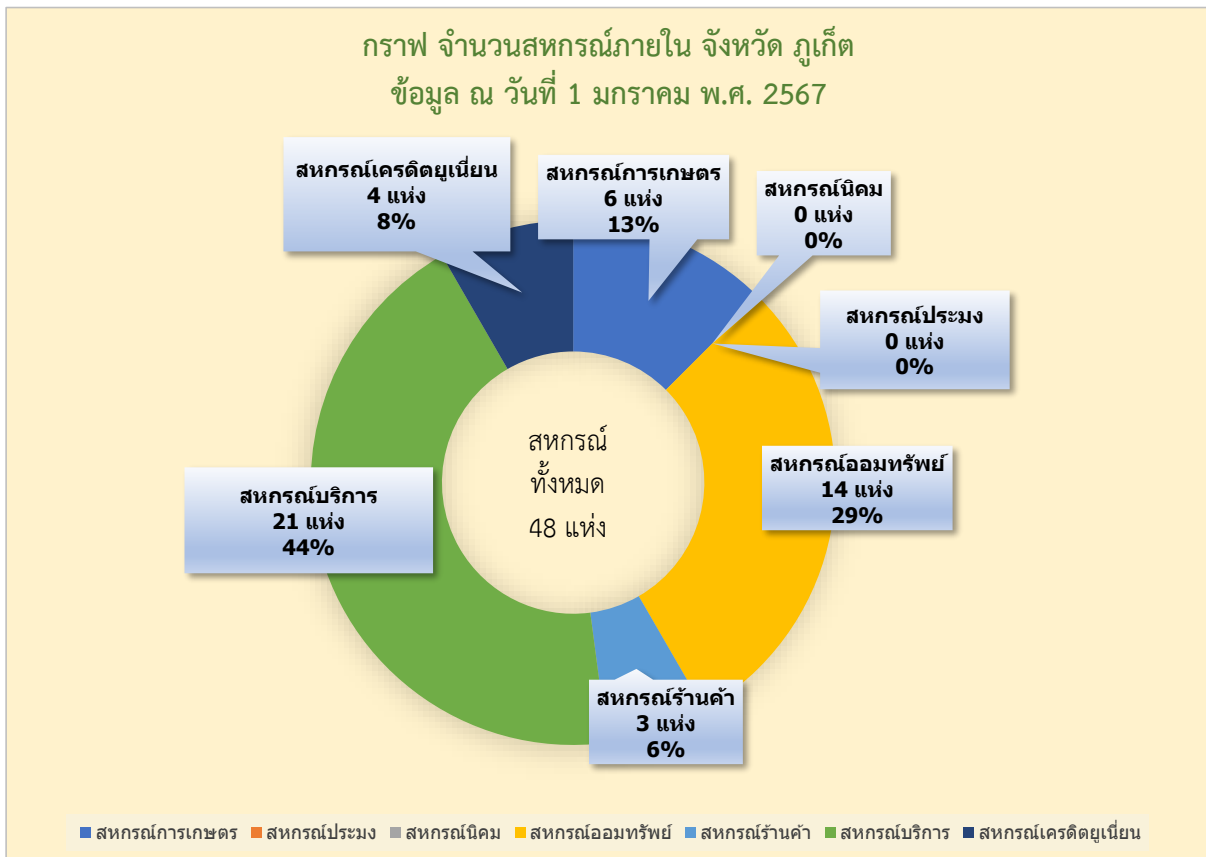 กราฟ จำนวนสหกรณ์ภายใน จังหวัด ภูเก็ต
ข้อมูล ณ วันที่ 1 มกราคม พ.ศ. 2567
สหกรณ์เครดิตยูเนี่ยน
4 แห่ง
8%
สหกรณ์การเกษตร
6 แห่ง
13%
สหกรณ์นิคม
0 แห่ง
0%
สหกรณ์ประมง
0 แห่ง
0%
สหกรณ์ออมทรัพย์
14 แห่ง
29%
สหกรณ์
ทั้งหมด
48 แห่ง
สหกรณ์บริการ
21 แห่ง
44%
สหกรณ์ร้านค้า
3 แห่ง
6%
สหกรณ์การเกษตร สหกรณ์ประมง สหกรณ์นิคม สหกรณ์ออมทรัพย์ สหกรณ์ร้านค้า สหกรณ์บริการ สหกรณ์เครดิตยูเนี่ยน